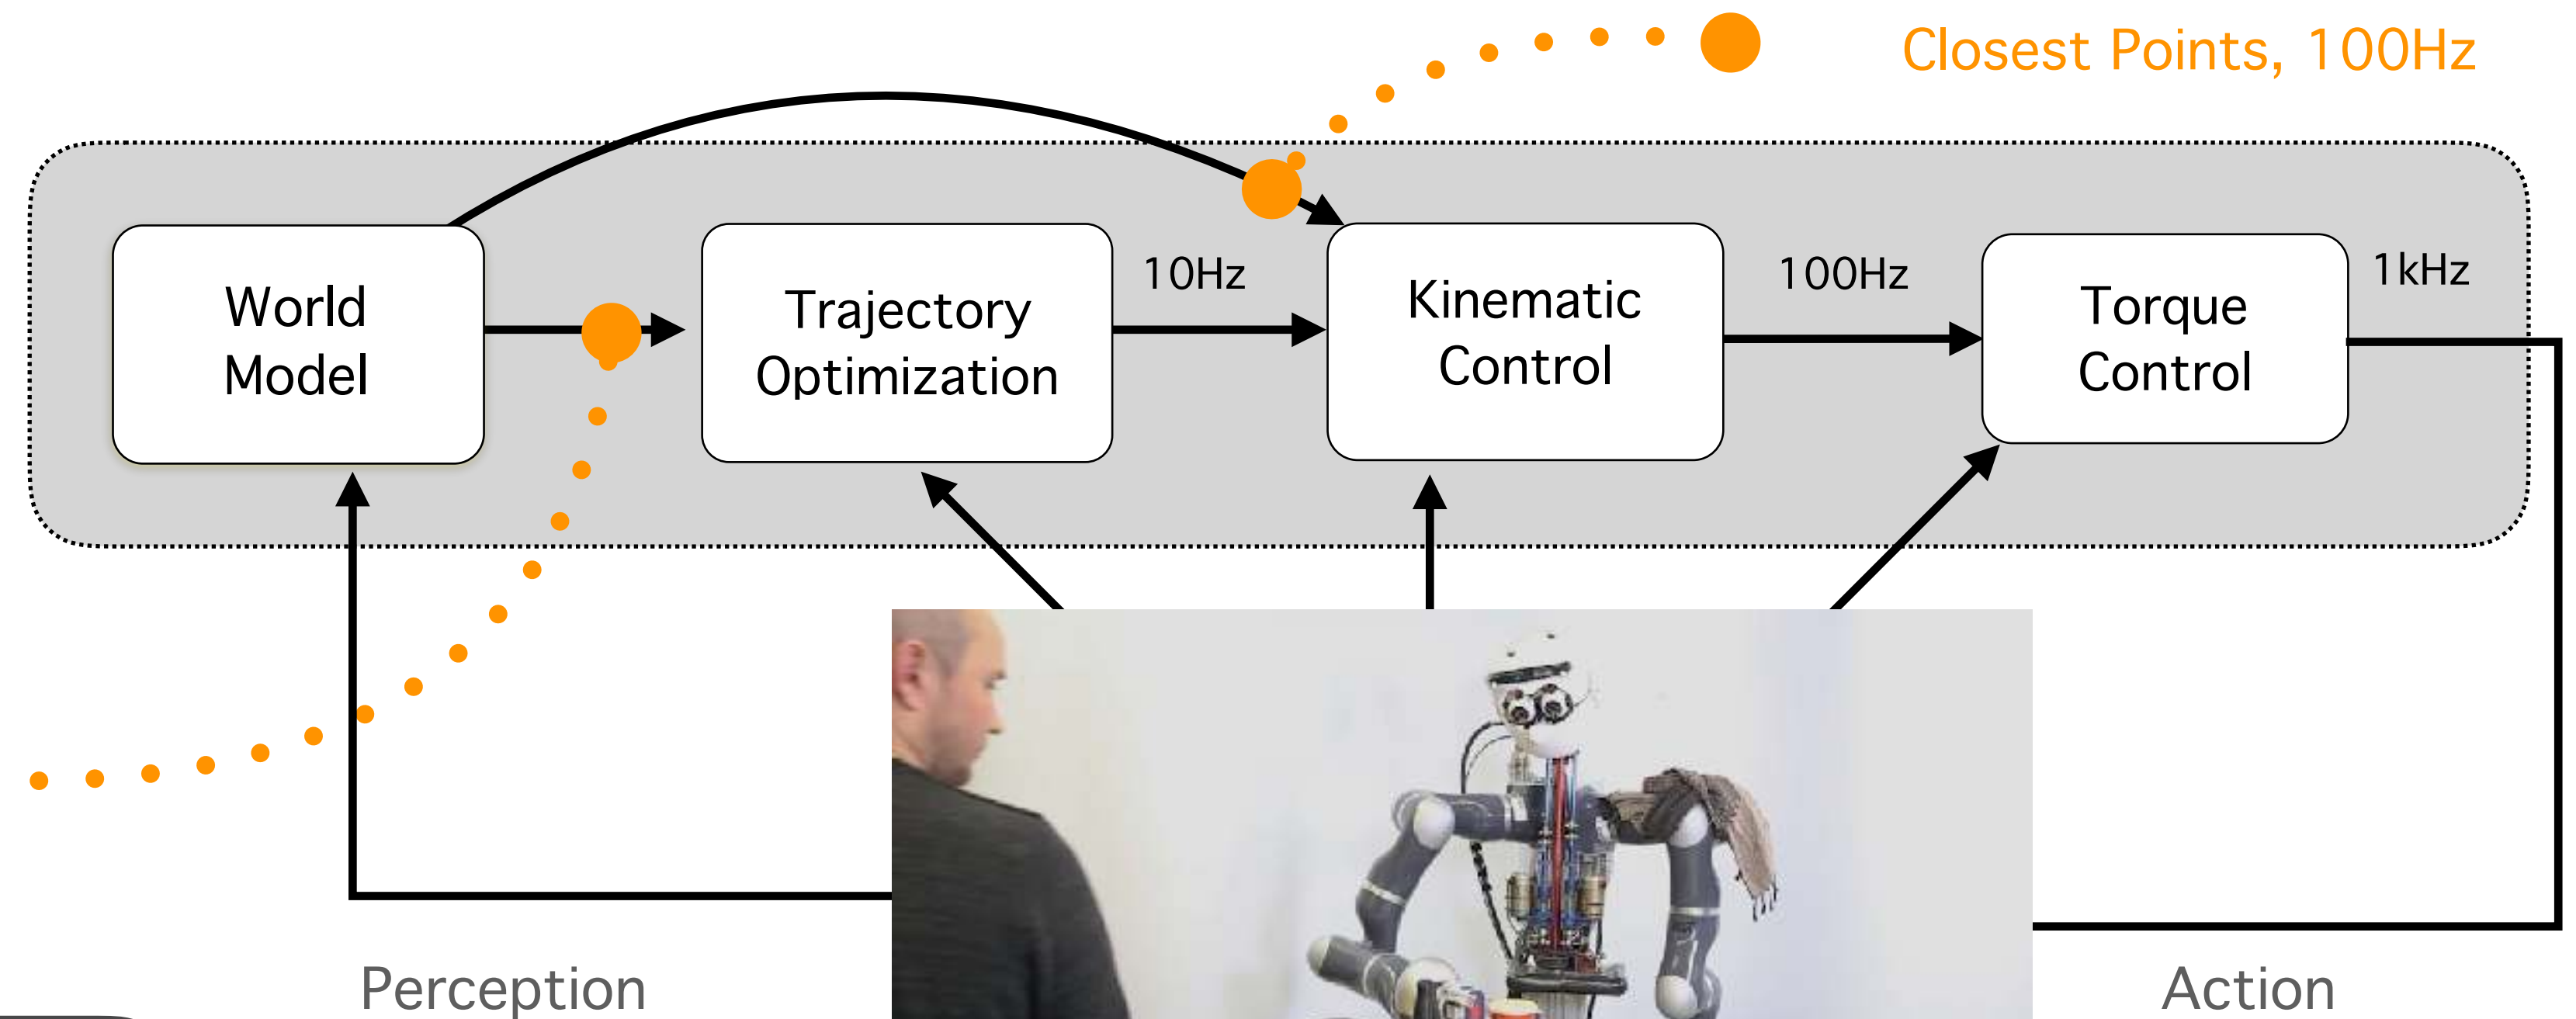 Closest Points, 100Hz
World
Model
Trajectory
Optimization
10Hz
Kinematic
Control
100Hz
Torque
Control
1kHz
Perception
Action